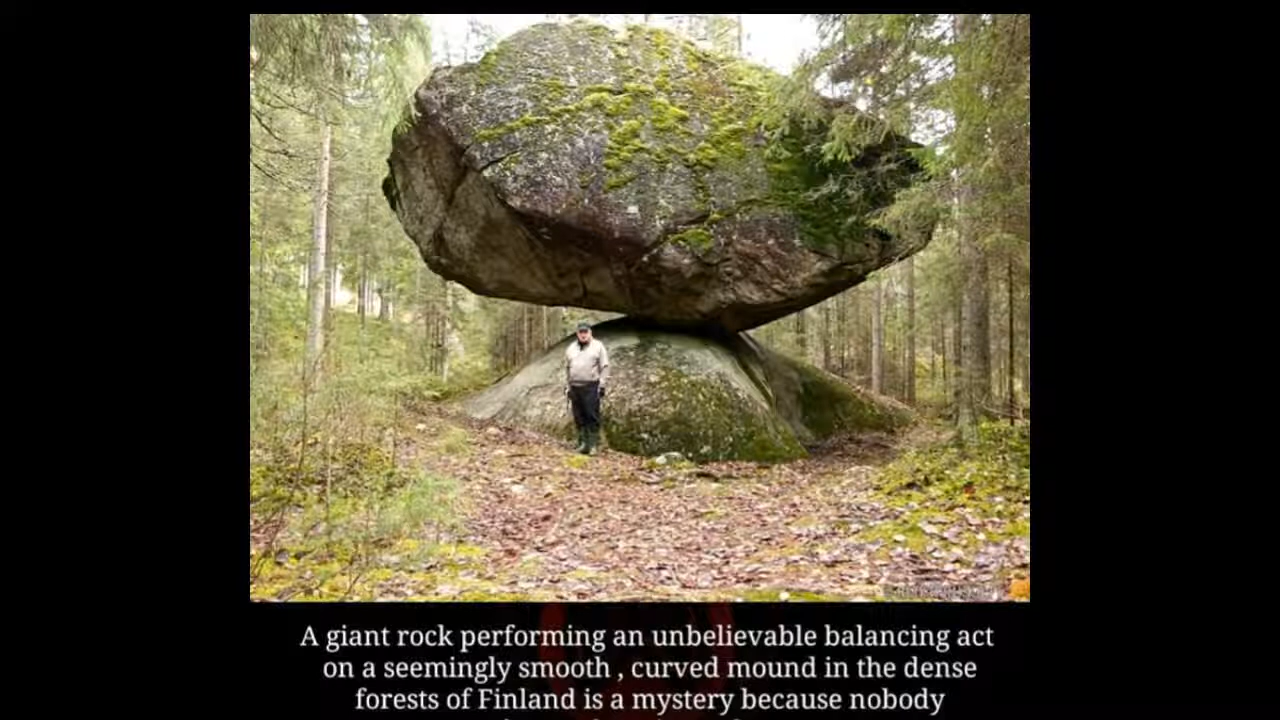 A giant rock performing an unbelievable balancing act
on a seemingly smooth , curved mound in the dense
forests of Finland is a mystery because nobody